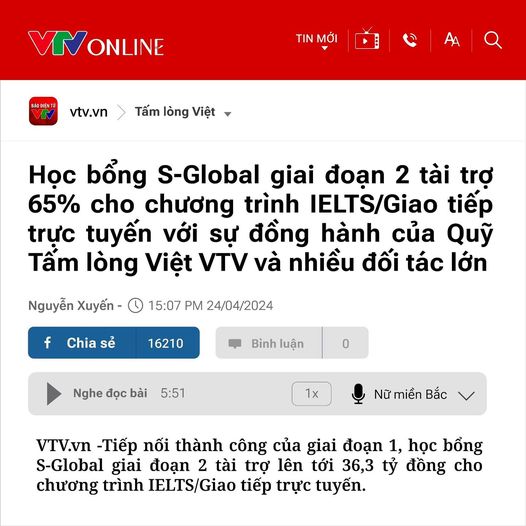 VTV ONLINE
TIN MỚI
BÁO ĐIỆN TỬ
VTV
vtv.vn
Tấm lòng Việt
Học bổng S-Global giai đoạn 2 tài trợ
65% cho chương trình IELTS/Giao tiếp
trực tuyến với sự đồng hành của Quỹ
Tấm lòng Việt VTV và nhiều đối tác lớn
Nguyễn Xuyến - 15:07 PM 24/04/2024
f Chia sẻ 16210
Bình luận 0
Nghe đọc bài 5:51
1x
Nữ miền Bắc
VTV.vn -Tiếp nối thành công của giai đoạn 1, học bổng
S-Global giai đoạn 2 tài trợ lên tới 36,3 tỷ đồng cho
chương trình IELTS/Giao tiếp trực tuyến.